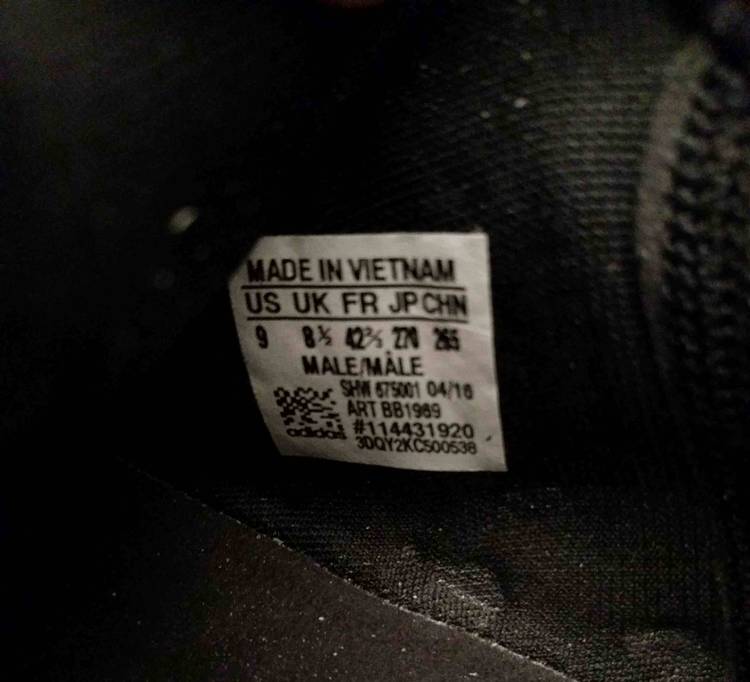 MADE IN VIETNAM
US UK FR JP CHN
9 8½ 42⅔ 270 265
MALE/MÂLE
SHW 675001 04/16
ART BB1989
adidas #114431920
3DQY2KC500538